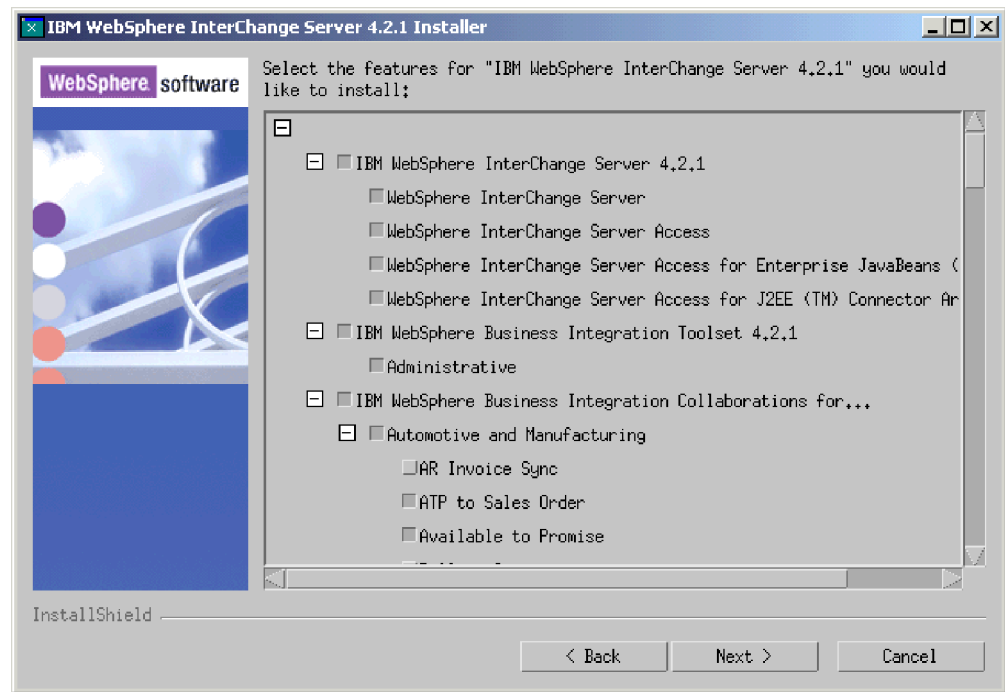 IBM WebSphere InterChange Server 4.2.1 Installer
WebSphere software
Select the features for "IBM WebSphere InterChange Server 4.2.1" you would
like to install:
IBM WebSphere InterChange Server 4.2.1
WebSphere InterChange Server
WebSphere InterChange Server Access
WebSphere InterChange Server Access for Enterprise JavaBeans (
WebSphere InterChange Server Access for J2EE (TM) Connector Ar
IBM WebSphere Business Integration Toolset 4.2.1
Administrative
IBM WebSphere Business Integration Collaborations for...
Automotive and Manufacturing
AR Invoice Sync
ATP to Sales Order
Available to Promise
InstallShield
< Back
Next >
Cancel